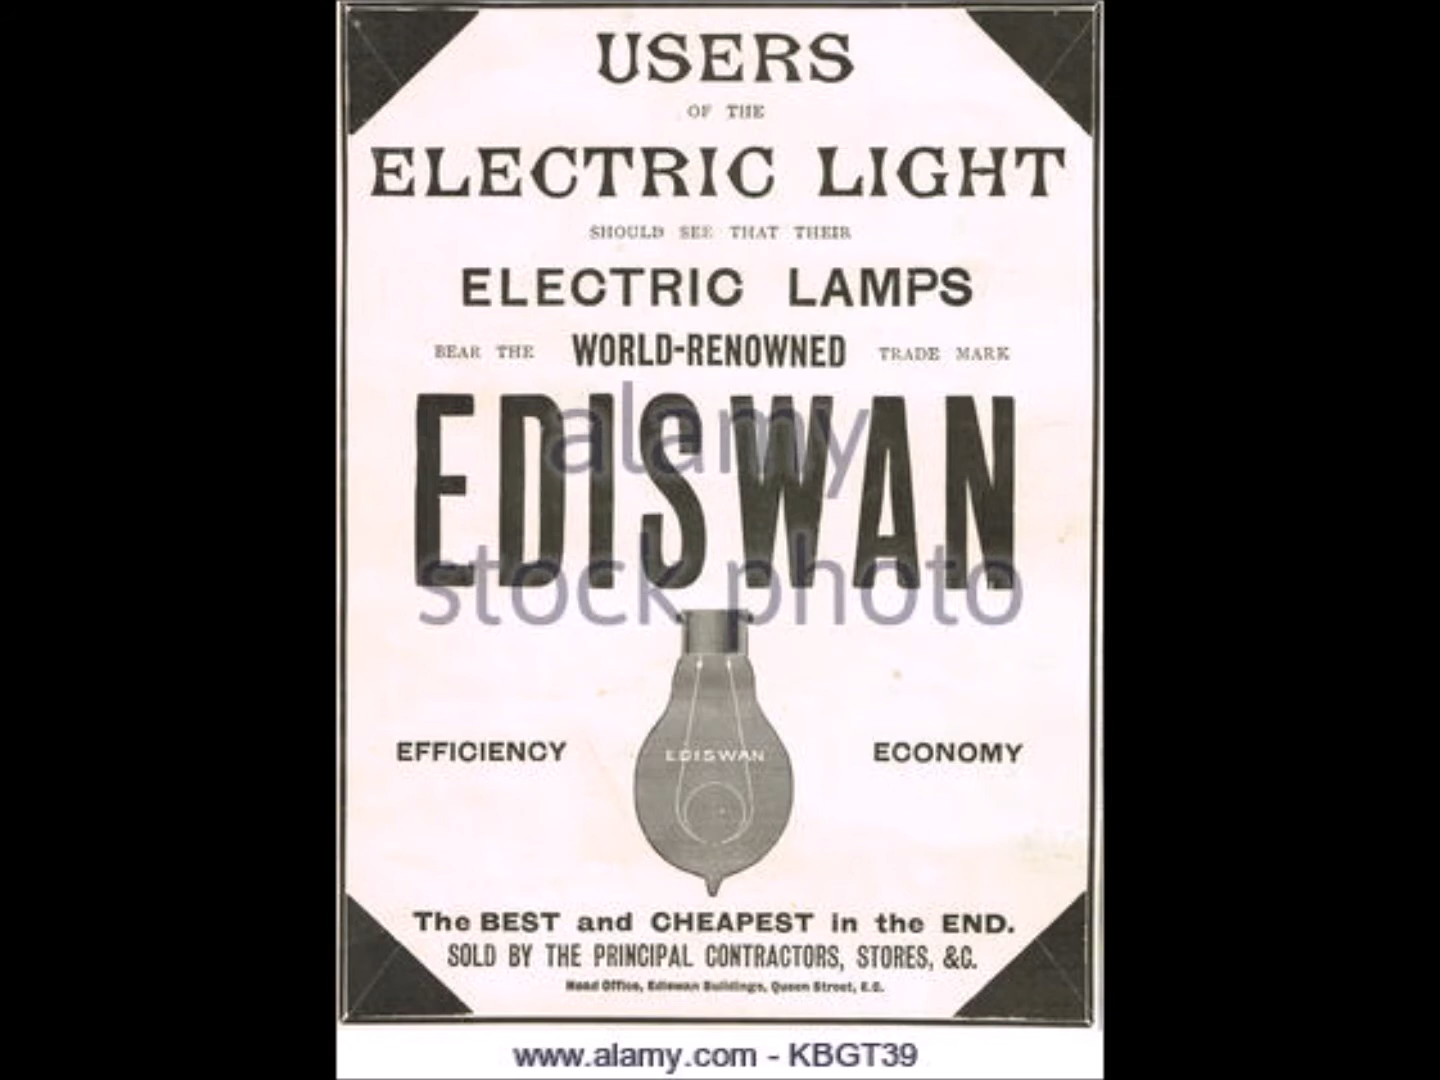 USERS
OF THE
ELECTRIC LIGHT
SHOULD SEE THAT THEIR
ELECTRIC LAMPS
BEAR THE WORLD-RENOWNED TRADE MARK
EDISWAN
alamy
stock photo
EDISWAN
EFFICIENCY ECONOMY
The BEST and CHEAPEST in the END.
SOLD BY THE PRINCIPAL CONTRACTORS, STORES, &C.
Head Office, Ediswan Buildings, Queen Street, E.C.
www.alamy.com - KBGT39